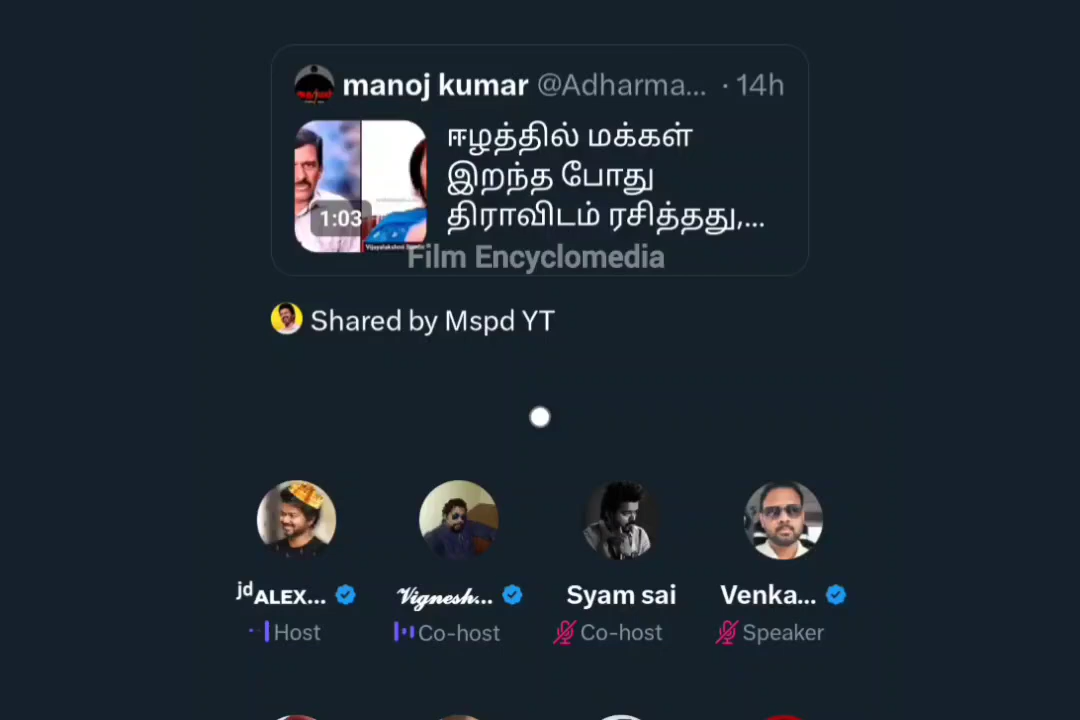 manoj kumar @Adharma... · 14h
ஈழத்தில் மக்கள்
இறந்த போது
திராவிடம் ரசித்தது,...
1:03
Film Encyclomedia
Shared by Mspd YT
jdALEX... 𝓥𝓲𝓰𝓷𝓮𝓼𝓱... Syam sai Venka...
Host Co-host Co-host Speaker